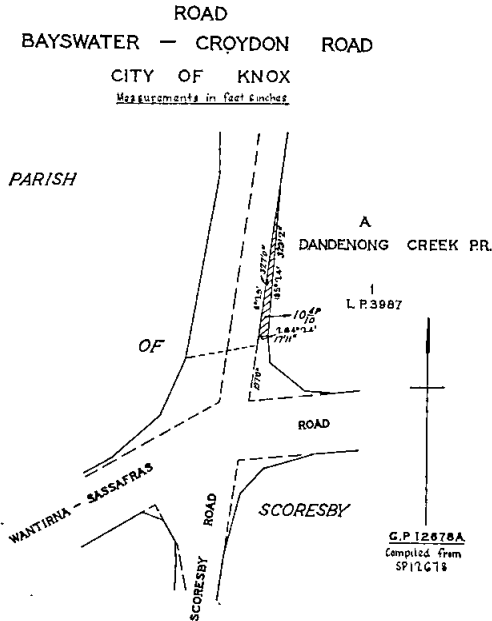 ROAD
BAYSWATER — CROYDON ROAD
CITY OF KNOX
Measurements in feet & inches
PARISH
A
DANDENONG CREEK P.R.
1
L.P. 3987
OF
ROAD
WANTIRNA - SASSAFRAS
ROAD
SCORESBY
SCORESBY
G.P 12678A
Compiled from
SP12678